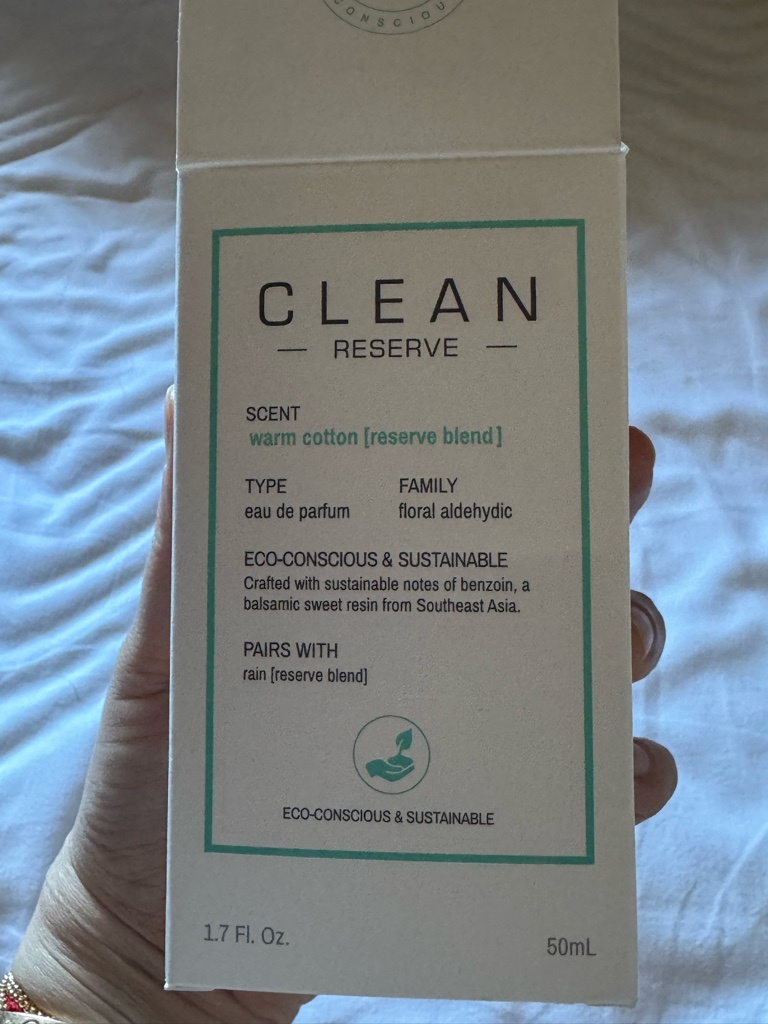 CONSCIOU
CLEAN
— RESERVE —
SCENT
warm cotton [reserve blend]
TYPE FAMILY
eau de parfum floral aldehydic
ECO-CONSCIOUS & SUSTAINABLE
Crafted with sustainable notes of benzoin, a
balsamic sweet resin from Southeast Asia.
PAIRS WITH
rain [reserve blend]
ECO-CONSCIOUS & SUSTAINABLE
1.7 Fl. Oz. 50mL